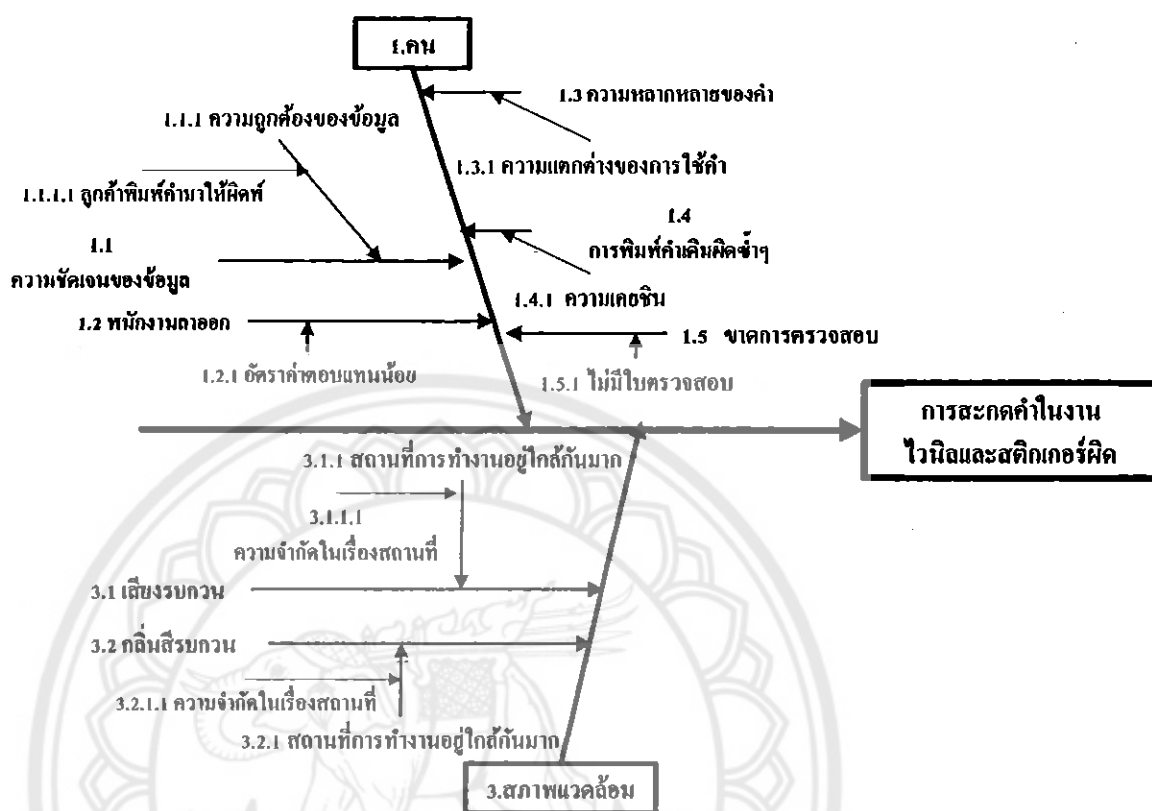 1.คน
1.3 ความหลากหลายของคำ
1.1.1 ความถูกต้องของข้อมูล
1.3.1 ความแตกต่างของการใช้คำ
1.1.1.1 ลูกค้าพิมพ์คำมาให้ผิดท์
1.4
การพิมพ์คำเดิมผิดซ้ำๆ
1.1
ความชัดเจนของข้อมูล
1.4.1 ความเคยชิน
1.2 พนักงานลาออก
1.5 ขาดการตรวจสอบ
1.2.1 อัตราค่าตอบแทนน้อย
1.5.1 ไม่มีใบตรวจสอบ
การสะกดคำในงาน
ไวนิลและสติกเกอร์ผิด
3.1.1 สถานที่การทำงานอยู่ใกล้กันมาก
3.1.1.1
ความจำกัดในเรื่องสถานที่
3.1 เสียงรบกวน
3.2 กลิ่นสีรบกวน
3.2.1.1 ความจำกัดในเรื่องสถานที่
3.2.1 สถานที่การทำงานอยู่ใกล้กันมาก
3.สภาพแวดล้อม